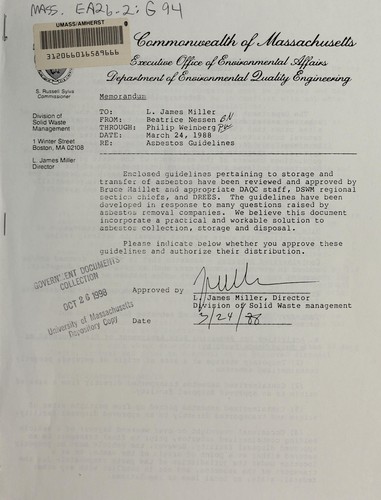 MASS. EA26.2: G 94
UMASS/AMHERST
312066016589666
Commonwealth of Massachusetts
Executive Office of Environmental Affairs
Department of Environmental Quality Engineering
S. Russell Sylva
Commissioner
Memorandum
Division of
Solid Waste
Management
1 Winter Street
Boston, MA 02108
L. James Miller
Director
TO: L. James Miller
FROM: Beatrice Nessen BN
THROUGH: Philip Weinberg
DATE: March 24, 1988
RE: Asbestos Guidelines
Enclosed guidelines pertaining to storage and
transfer of asbestos have been reviewed and approved by
Bruce Maillet and appropriate DAQC staff, DSWM regional
section chiefs, and DREES. The guidelines have been
developed in response to many questions raised by
asbestos removal companies. We believe this document
incorporate a practical and workable solution to
asbestos collection, storage and disposal.
Please indicate below whether you approve these
guidelines and authorize their distribution.
GOVERNMENT DOCUMENTS
COLLECTION
OCT 26 1998
University of Massachusetts
Depository Copy
Approved by
L. James Miller, Director
Division of Solid Waste management
Date 3/24/88